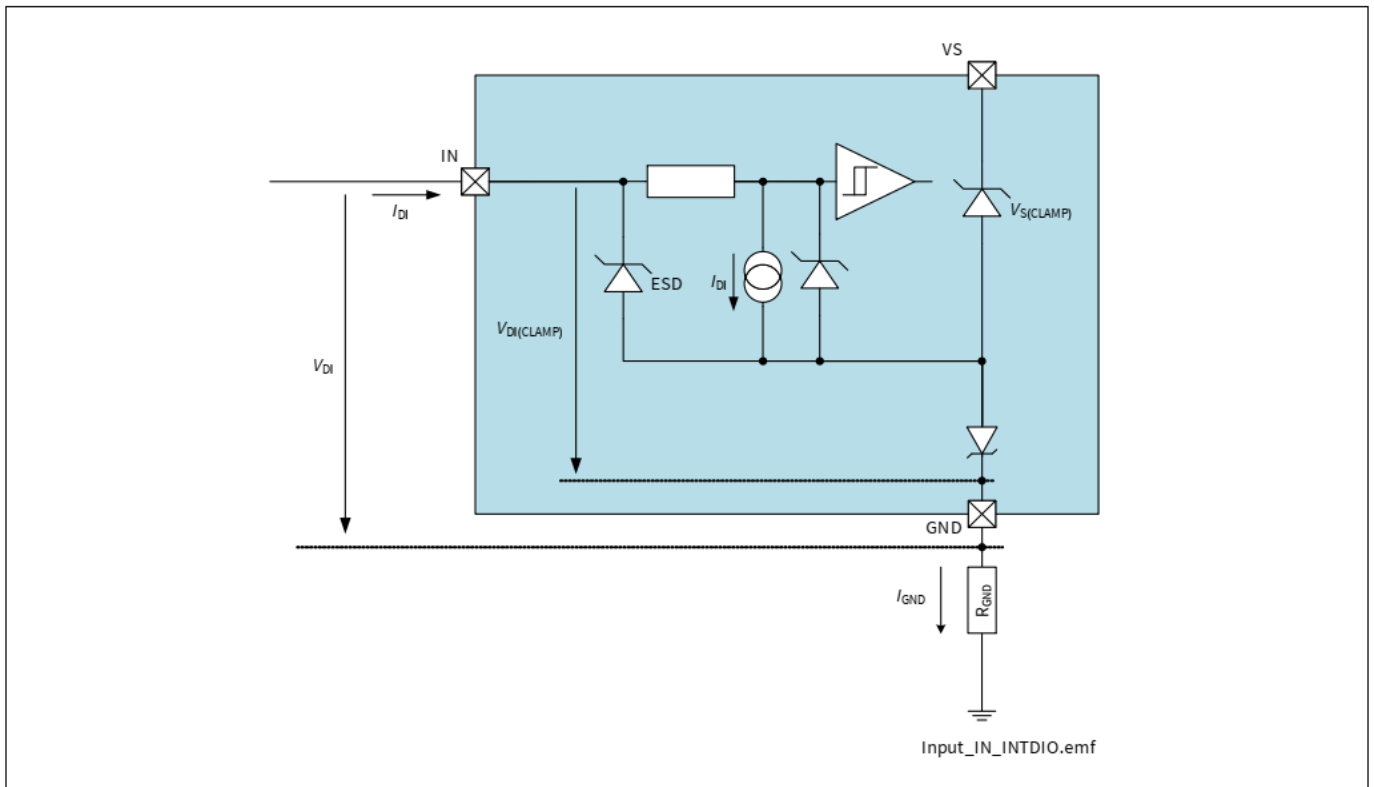 VS
IN
I_DI
V_S(CLAMP)
ESD
I_DI
V_DI(CLAMP)
V_DI
GND
I_GND
R_GND
Input_IN_INTDIO.emf